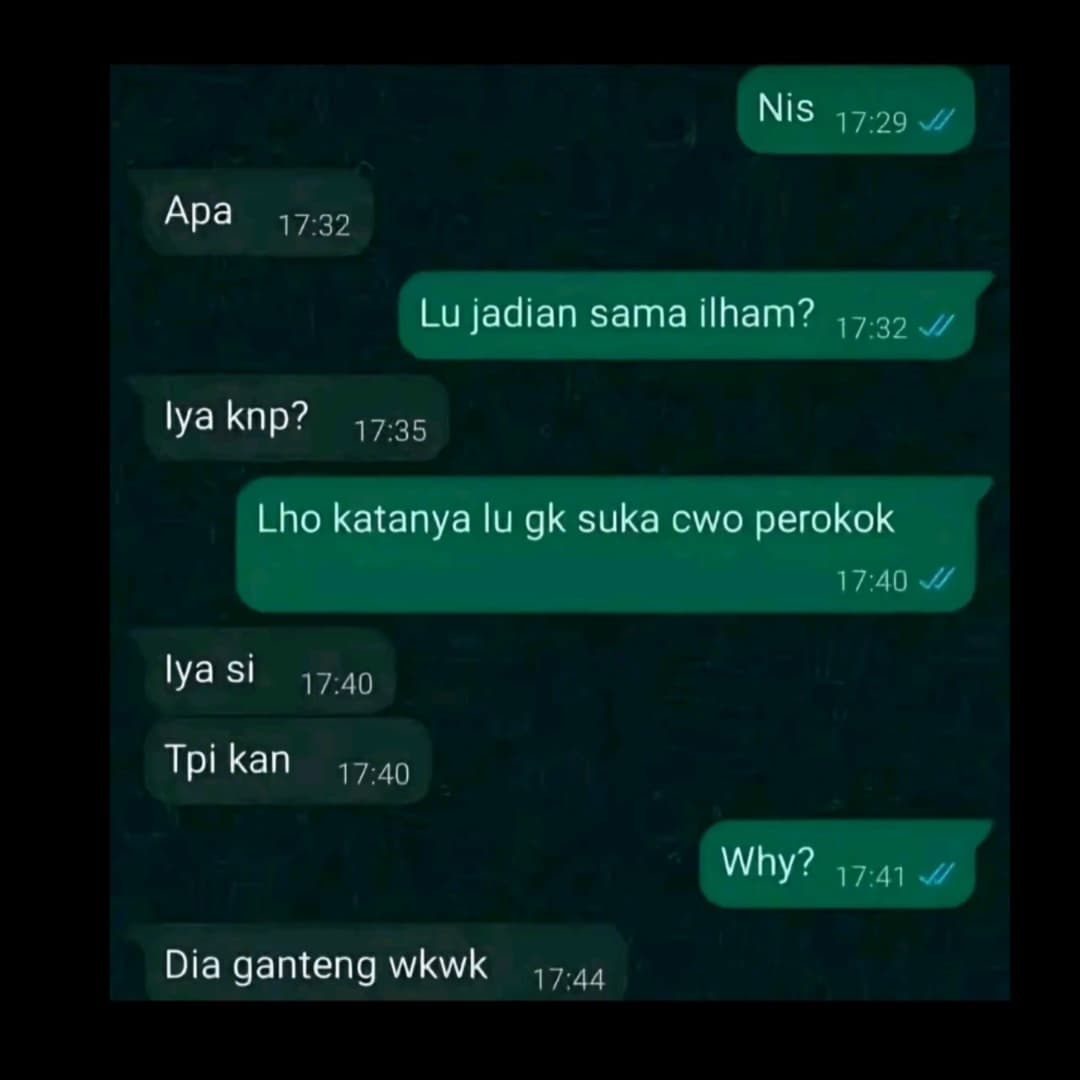 Nis 17:29
Apa 17:32
Lu jadian sama ilham? 17:32
Iya knp? 17:35
Lho katanya lu gk suka cwo perokok
17:40
Iya si 17:40
Tpi kan 17:40
Why? 17:41
Dia ganteng wkwk 17:44